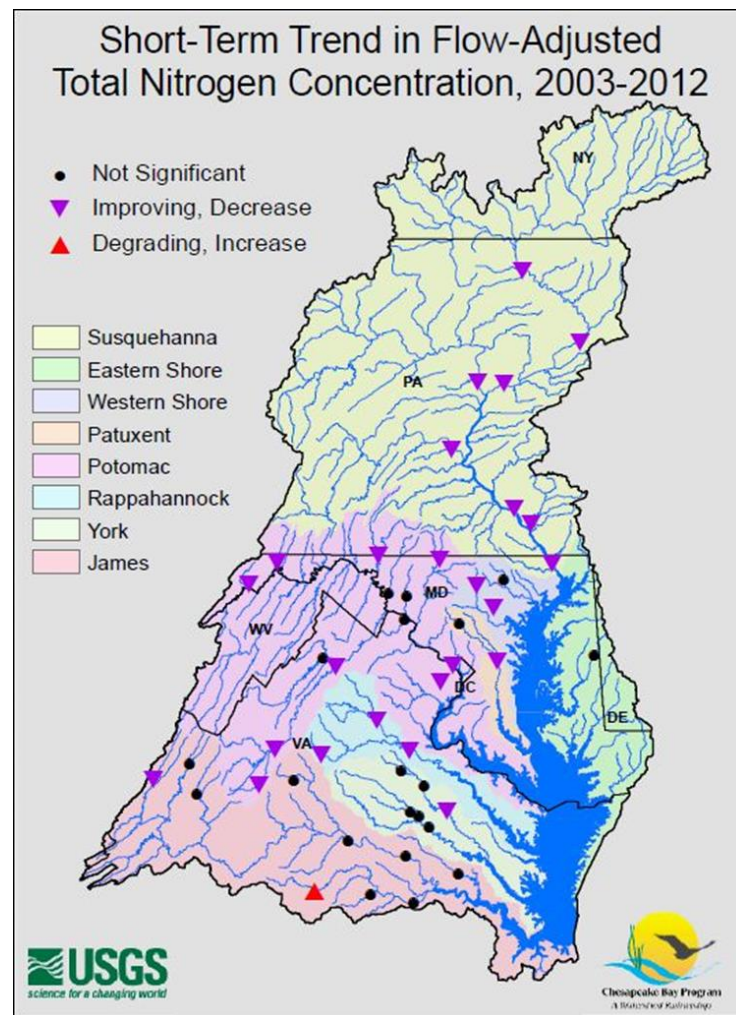 Short-Term Trend in Flow-Adjusted
Total Nitrogen Concentration, 2003-2012
NY
Not Significant
Improving, Decrease
Degrading, Increase
Susquehanna
Eastern Shore
Western Shore
Patuxent
Potomac
Rappahannock
York
James
PA
MD
WV
DC
DE
VA
USGS
science for a changing world
Chesapeake Bay Program
A Watershed Partnership